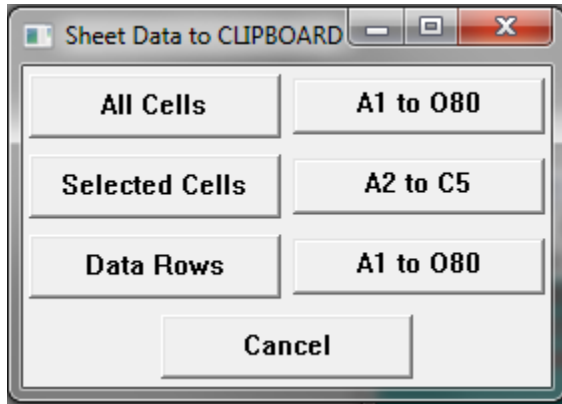 Sheet Data to CLIPBOARD
All Cells
A1 to O80
Selected Cells
A2 to C5
Data Rows
A1 to O80
Cancel